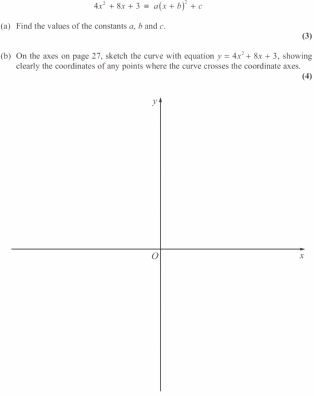 4x² + 8x + 3 ≡ a(x + b)² + c
(a) Find the values of the constants a, b and c.
(3)
(b) On the axes on page 27, sketch the curve with equation y = 4x² + 8x + 3, showing
clearly the coordinates of any points where the curve crosses the coordinate axes.
(4)
y
O
x